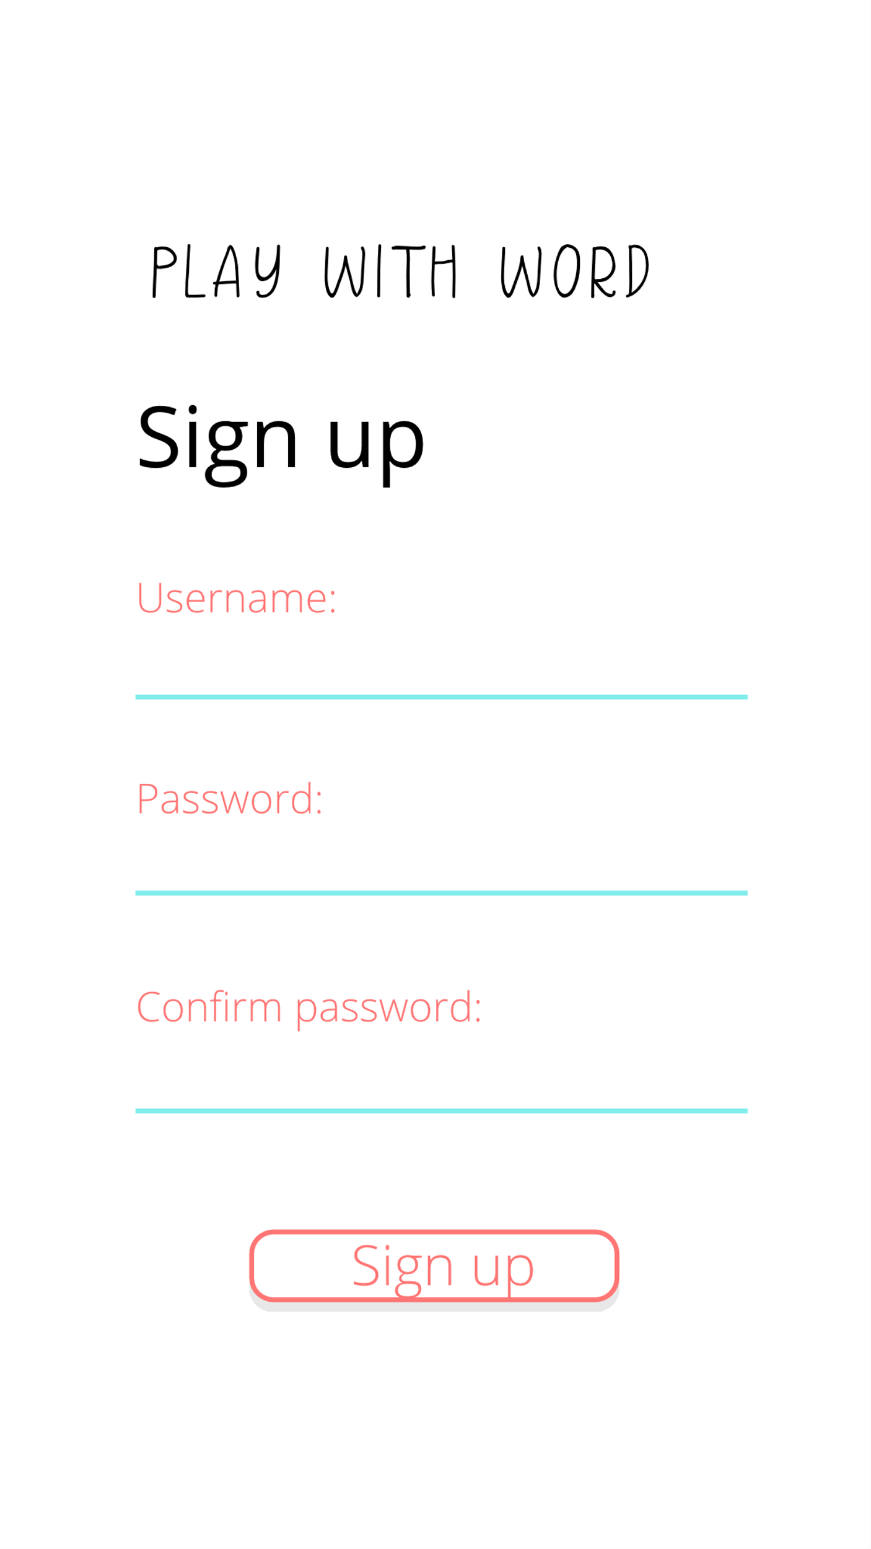 PLAY WITH WORD
Sign up
Username:
Password:
Confirm password:
Sign up